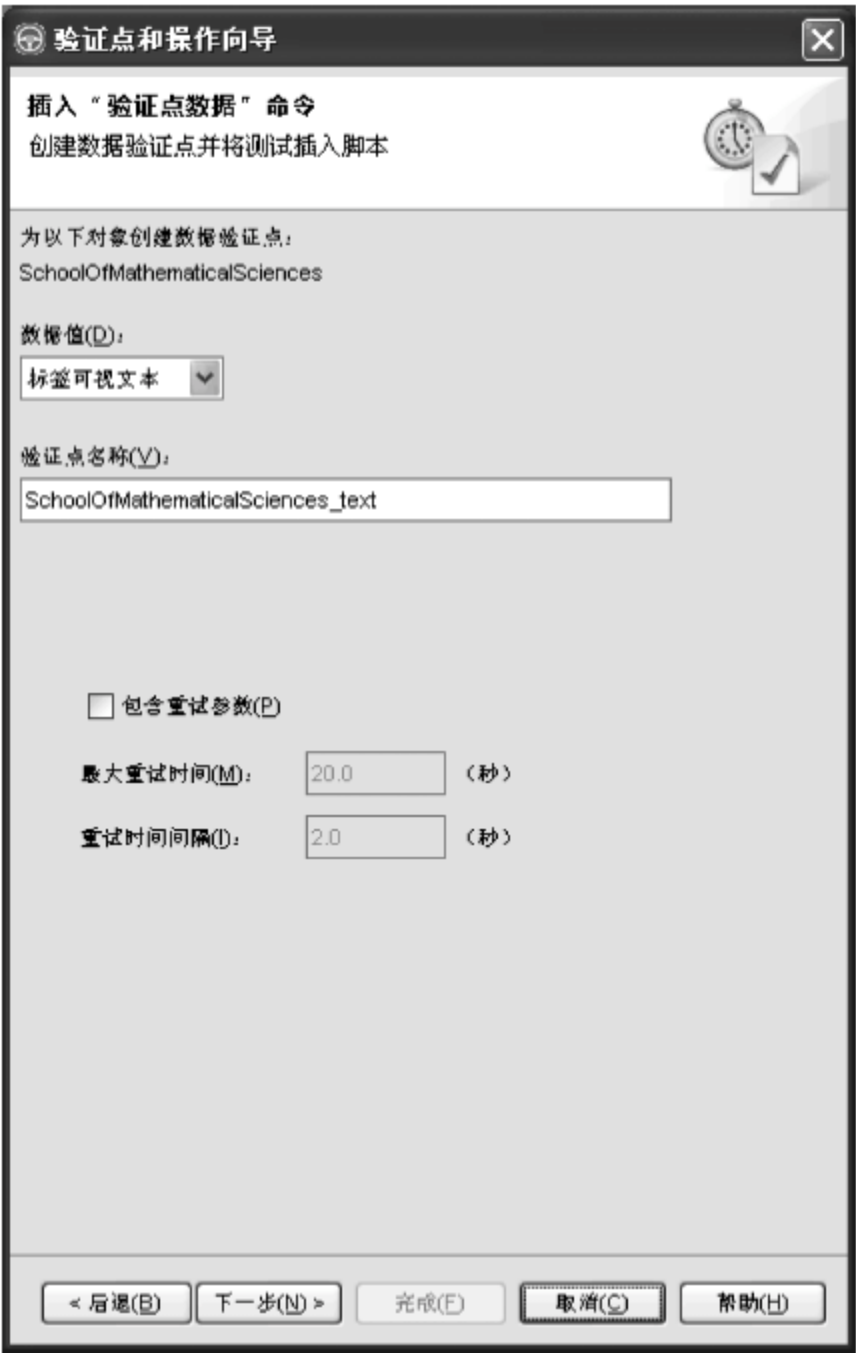 验证点和操作向导
插入“验证点数据”命令
创建数据验证点并将测试插入脚本
为以下对象创建数据验证点：
SchoolOfMathematicalSciences
数据值(D)：
标签可视文本
验证点名称(V)：
SchoolOfMathematicalSciences_text
包含重试参数(P)
最大重试时间(M)： 20.0 （秒）
重试时间间隔(I)： 2.0 （秒）
< 后退(B) 下一步(N) > 完成(F) 取消(C) 帮助(H)